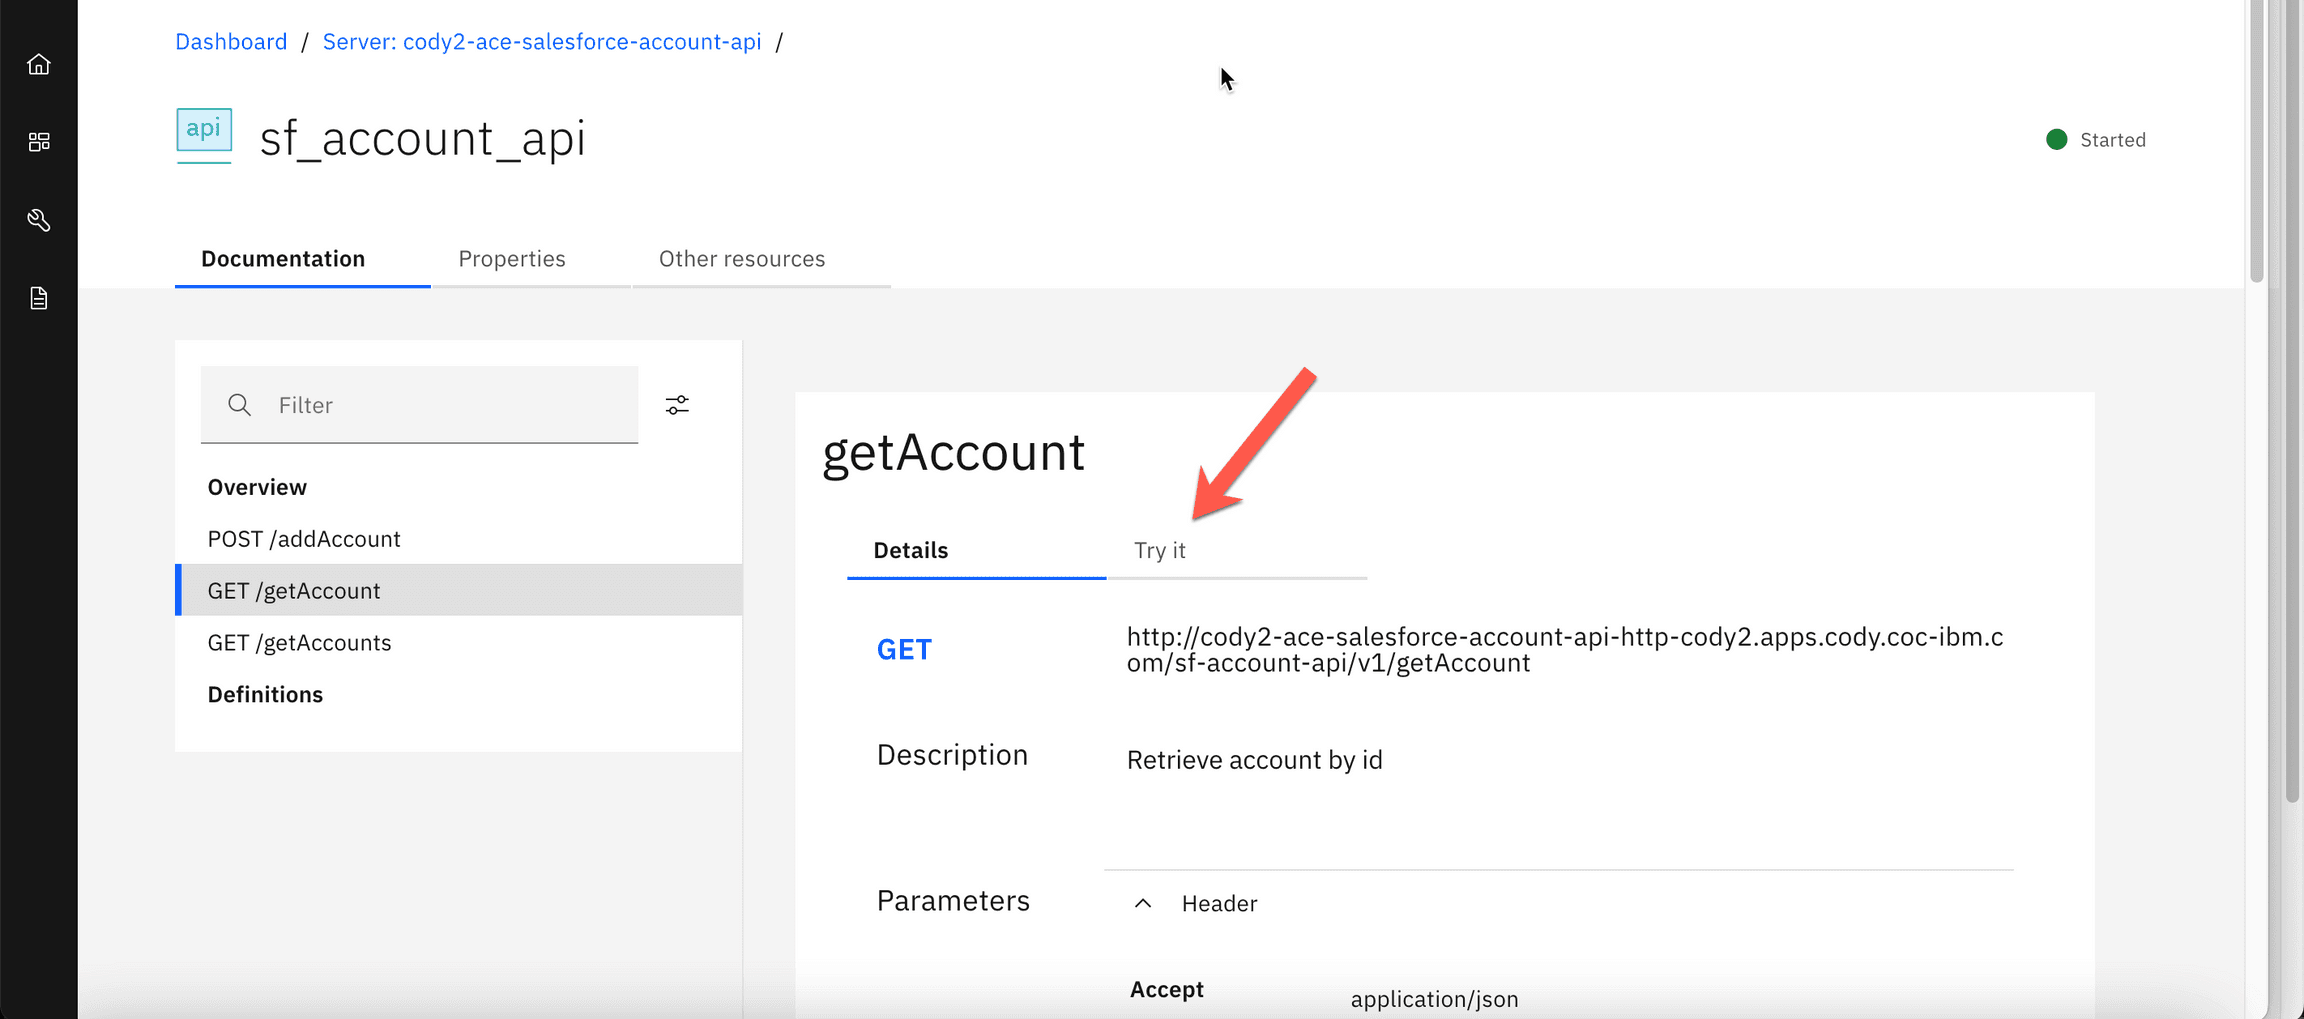 Dashboard / Server: cody2-ace-salesforce-account-api /
api
sf_account_api
Started
Documentation
Properties
Other resources
Filter
Overview
POST /addAccount
GET /getAccount
GET /getAccounts
Definitions
getAccount
Details
Try it
GET
http://cody2-ace-salesforce-account-api-http-cody2.apps.cody.coc-ibm.c
om/sf-account-api/v1/getAccount
Description
Retrieve account by id
Parameters
Header
Accept
application/json